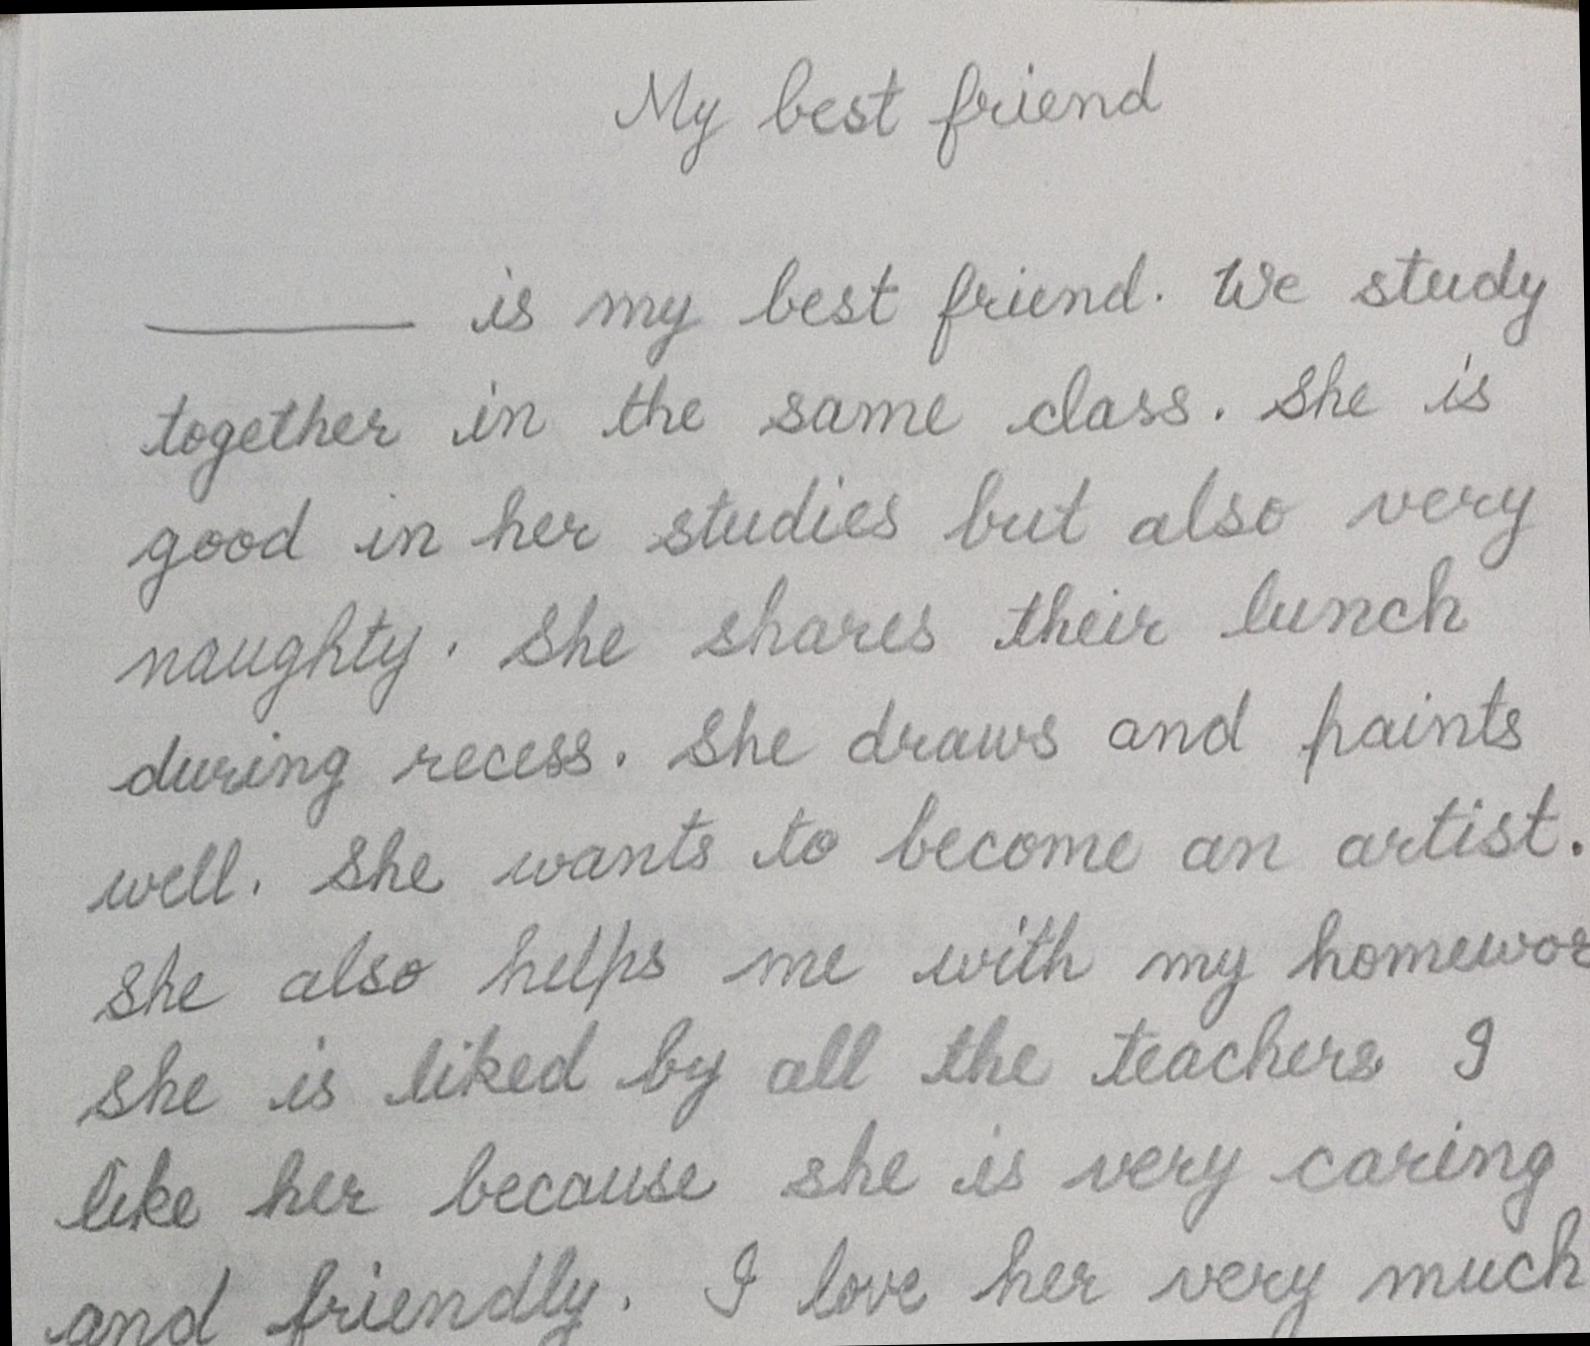 My best friend
________ is my best friend. We study
together in the same class. She is
good in her studies but also very
naughty. She shares their lunch
during recess. She draws and paints
well. She wants to become an artist.
She also helps me with my homewor
She is liked by all the teachers I
like her because she is very caring
and friendly. I love her very much